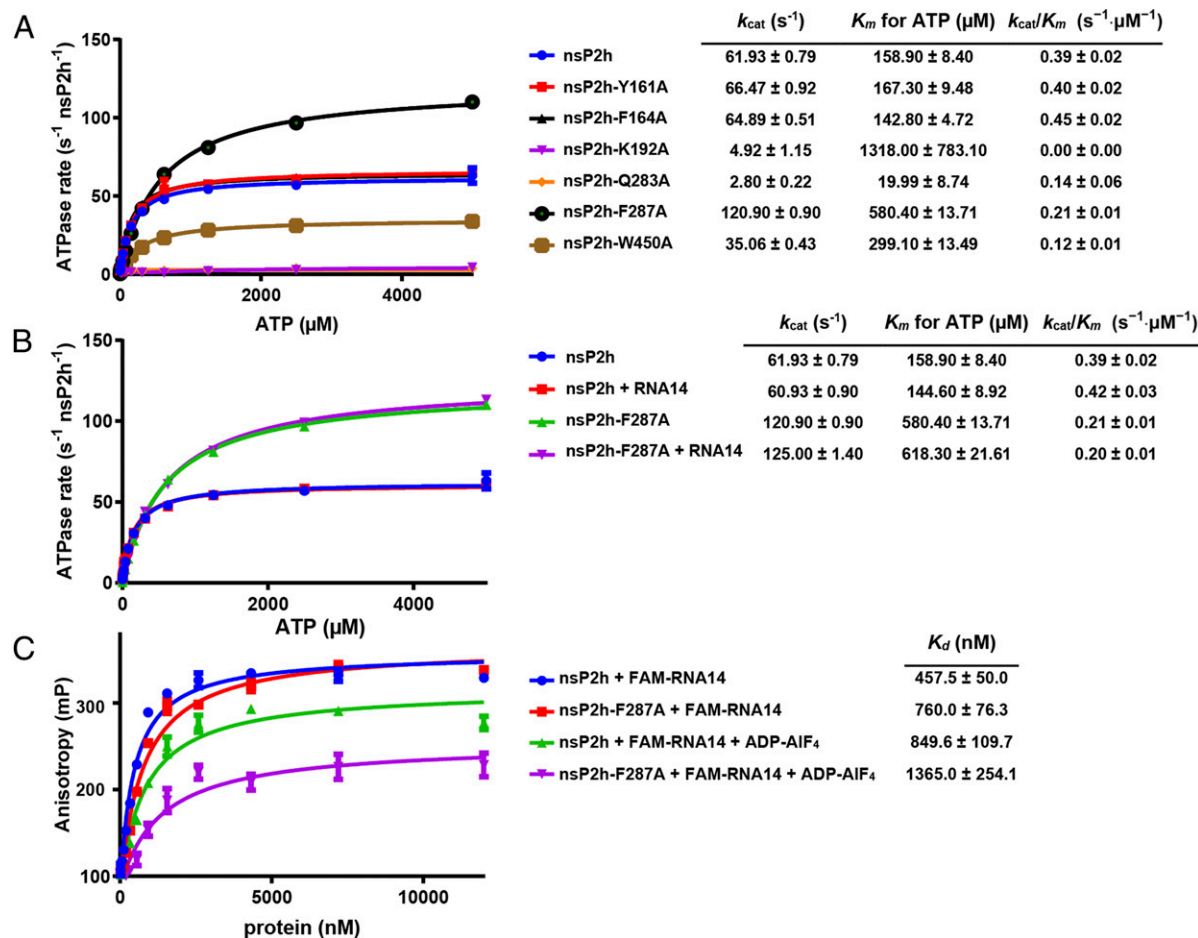 A
kcat (s-1) Km for ATP (µM) kcat/Km (s−1·µM−1)
nsP2h 61.93 ± 0.79 158.90 ± 8.40 0.39 ± 0.02
nsP2h-Y161A 66.47 ± 0.92 167.30 ± 9.48 0.40 ± 0.02
nsP2h-F164A 64.89 ± 0.51 142.80 ± 4.72 0.45 ± 0.02
nsP2h-K192A 4.92 ± 1.15 1318.00 ± 783.10 0.00 ± 0.00
nsP2h-Q283A 2.80 ± 0.22 19.99 ± 8.74 0.14 ± 0.06
nsP2h-F287A 120.90 ± 0.90 580.40 ± 13.71 0.21 ± 0.01
nsP2h-W450A 35.06 ± 0.43 299.10 ± 13.49 0.12 ± 0.01
ATPase rate (s-1 nsP2h-1)
150
100
50
0
0 2000 4000
ATP (µM)
B
kcat (s-1) Km for ATP (µM) kcat/Km (s−1·µM−1)
nsP2h 61.93 ± 0.79 158.90 ± 8.40 0.39 ± 0.02
nsP2h + RNA14 60.93 ± 0.90 144.60 ± 8.92 0.42 ± 0.03
nsP2h-F287A 120.90 ± 0.90 580.40 ± 13.71 0.21 ± 0.01
nsP2h-F287A + RNA14 125.00 ± 1.40 618.30 ± 21.61 0.20 ± 0.01
ATPase rate (s-1 nsP2h-1)
150
100
50
0
0 2000 4000
ATP (µM)
C
Kd (nM)
nsP2h + FAM-RNA14 457.5 ± 50.0
nsP2h-F287A + FAM-RNA14 760.0 ± 76.3
nsP2h + FAM-RNA14 + ADP-AlF4 849.6 ± 109.7
nsP2h-F287A + FAM-RNA14 + ADP-AlF4 1365.0 ± 254.1
Anisotropy (mP)
300
200
100
0 5000 10000
protein (nM)